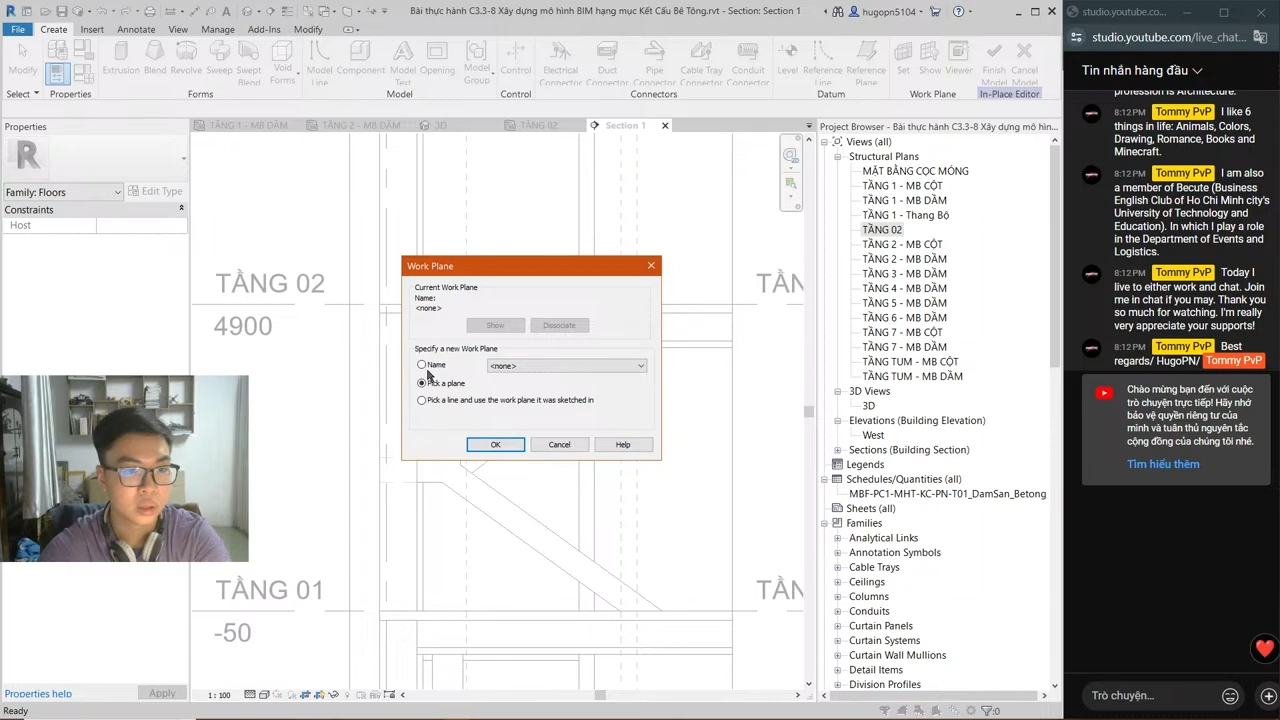 Bài thực hành C3.3-8 Xây dựng mô hình BIM hạng mục Kết Cấu Bê Tông.rvt - Section: Section 1
hugopn5104
File
Create
Insert
Annotate
View
Manage
Add-Ins
Modify
Modify
Extrusion
Blend
Revolve
Sweep
Swept
Blend
Void
Forms
Model
Line
Component
Model
Text
Opening
Model
Group
Control
Electrical
Connector
Duct
Connector
Pipe
Connector
Cable Tray
Connector
Conduit
Connector
Level
Reference
Line
Reference
Plane
Set
Show
Viewer
Finish
Model
Cancel
Model
Select
Properties
Forms
Model
Control
Connectors
Datum
Work Plane
In-Place Editor
Properties
Family: Floors
Edit Type
Constraints
Host
Properties help
Apply
Ready
TẦNG 1 - MB DẦM
TẦNG 2 - MB DẦM
3D
TẦNG 02
Section 1
TẦNG 02
4900
TẦNG 01
-50
TẦN
TẦN
1 : 100
:0
Work Plane
Current Work Plane
Name:
<none>
Show
Dissociate
Specify a new Work Plane
Name
<none>
Pick a plane
Pick a line and use the work plane it was sketched in
OK
Cancel
Help
Project Browser - Bài thực hành C3.3-8 Xây dựng mô hìn...
Views (all)
Structural Plans
MẶT BẰNG CỌC MÓNG
TẦNG 1 - MB CỘT
TẦNG 1 - MB DẦM
TẦNG 1 - Thang Bộ
TẦNG 02
TẦNG 2 - MB CỘT
TẦNG 2 - MB DẦM
TẦNG 3 - MB DẦM
TẦNG 4 - MB DẦM
TẦNG 5 - MB DẦM
TẦNG 6 - MB DẦM
TẦNG 7 - MB CỘT
TẦNG 7 - MB DẦM
TẦNG TUM - MB CỘT
TẦNG TUM - MB DẦM
3D Views
3D
Elevations (Building Elevation)
West
Sections (Building Section)
Legends
Schedules/Quantities (all)
MBF-PC1-MHT-KC-PN-T01_DamSan_Betong
Sheets (all)
Families
Analytical Links
Annotation Symbols
Cable Trays
Ceilings
Columns
Conduits
Curtain Panels
Curtain Systems
Curtain Wall Mullions
Detail Items
Division Profiles
studio.youtube.co...
studio.youtube.com/live_chat...
Tin nhắn hàng đầu
profession is Architecture.
8:12 PM Tommy PvP I like 6
things in life: Animals, Colors,
Drawing, Romance, Books and
Minecraft.
8:12 PM Tommy PvP I am also
a member of Becute (Business
English Club of Ho Chi Minh city's
University of Technology and
Education). In which I play a role
in the Department of Events and
Logistics.
8:12 PM Tommy PvP Today I
live to either work and chat. Join
me in chat if you may. Thank you
so much for watching. I'm really
very appreciate your supports!
8:12 PM Tommy PvP Best
regards/ HugoPN/ Tommy PvP
Chào mừng bạn đến với cuộc
trò chuyện trực tiếp! Hãy nhớ
bảo vệ quyền riêng tư của
mình và tuân thủ nguyên tắc
cộng đồng của chúng tôi nhé.
Tìm hiểu thêm
Trò chuyện...